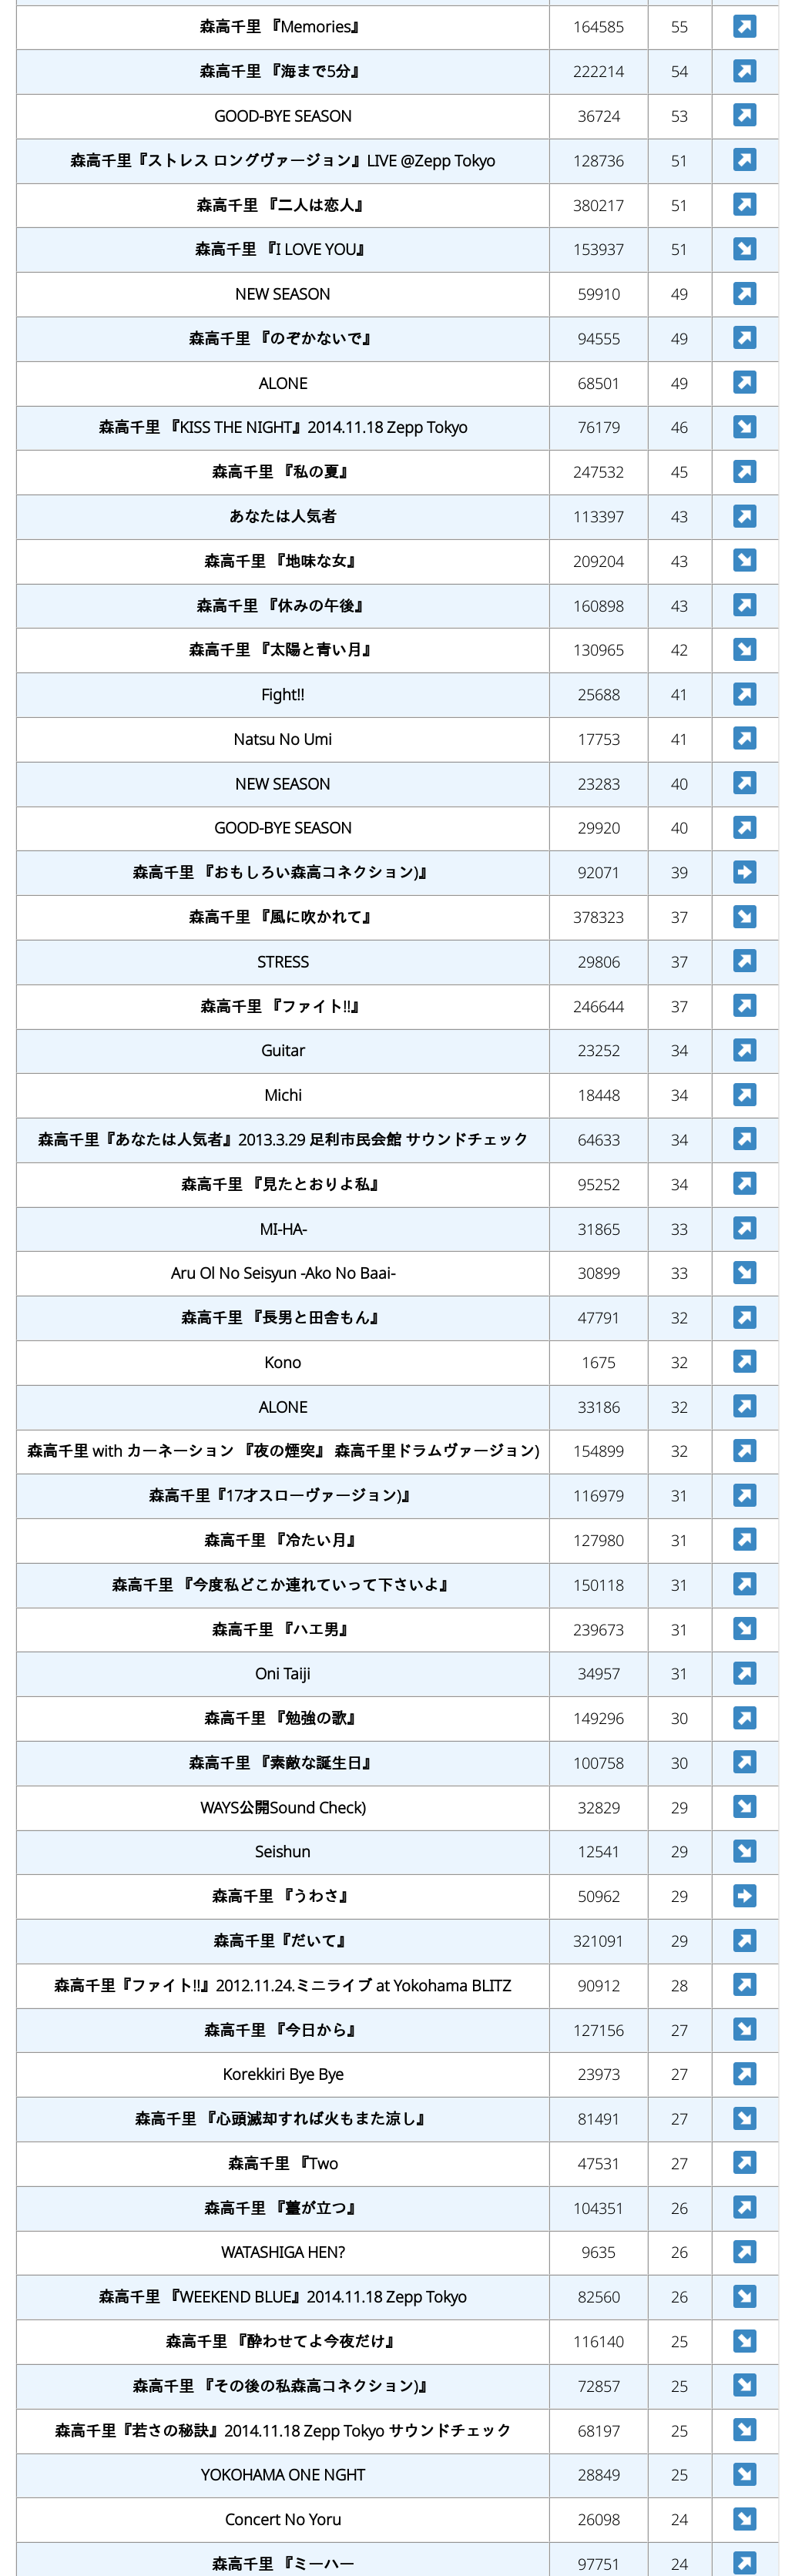 森高千里 『Memories』 164585 55
森高千里 『海まで5分』 222214 54
GOOD-BYE SEASON 36724 53
森高千里『ストレス ロングヴァージョン』LIVE @Zepp Tokyo 128736 51
森高千里 『二人は恋人』 380217 51
森高千里 『I LOVE YOU』 153937 51
NEW SEASON 59910 49
森高千里 『のぞかないで』 94555 49
ALONE 68501 49
森高千里 『KISS THE NIGHT』2014.11.18 Zepp Tokyo 76179 46
森高千里 『私の夏』 247532 45
あなたは人気者 113397 43
森高千里 『地味な女』 209204 43
森高千里 『休みの午後』 160898 43
森高千里 『太陽と青い月』 130965 42
Fight!! 25688 41
Natsu No Umi 17753 41
NEW SEASON 23283 40
GOOD-BYE SEASON 29920 40
森高千里 『おもしろい森高コネクション)』 92071 39
森高千里 『風に吹かれて』 378323 37
STRESS 29806 37
森高千里 『ファイト!!』 246644 37
Guitar 23252 34
Michi 18448 34
森高千里『あなたは人気者』2013.3.29 足利市民会館 サウンドチェック 64633 34
森高千里 『見たとおりよ私』 95252 34
MI-HA- 31865 33
Aru Ol No Seisyun -Ako No Baai- 30899 33
森高千里 『長男と田舎もん』 47791 32
Kono 1675 32
ALONE 33186 32
森高千里 with カーネーション 『夜の煙突』 森高千里ドラムヴァージョン) 154899 32
森高千里『17才スローヴァージョン)』 116979 31
森高千里 『冷たい月』 127980 31
森高千里 『今度私どこか連れていって下さいよ』 150118 31
森高千里 『ハエ男』 239673 31
Oni Taiji 34957 31
森高千里 『勉強の歌』 149296 30
森高千里 『素敵な誕生日』 100758 30
WAYS公開Sound Check) 32829 29
Seishun 12541 29
森高千里 『うわさ』 50962 29
森高千里『だいて』 321091 29
森高千里『ファイト!!』2012.11.24.ミニライブ at Yokohama BLITZ 90912 28
森高千里 『今日から』 127156 27
Korekkiri Bye Bye 23973 27
森高千里 『心頭滅却すれば火もまた涼し』 81491 27
森高千里 『Two 47531 27
森高千里 『薹が立つ』 104351 26
WATASHIGA HEN? 9635 26
森高千里 『WEEKEND BLUE』2014.11.18 Zepp Tokyo 82560 26
森高千里 『酔わせてよ今夜だけ』 116140 25
森高千里 『その後の私森高コネクション)』 72857 25
森高千里『若さの秘訣』2014.11.18 Zepp Tokyo サウンドチェック 68197 25
YOKOHAMA ONE NGHT 28849 25
Concert No Yoru 26098 24
森高千里 『ミーハー 97751 24